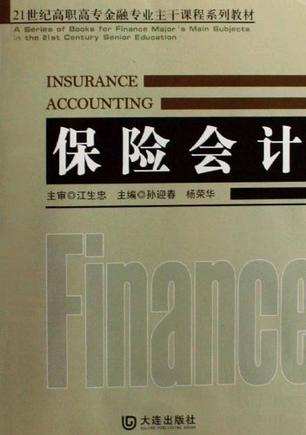 21世纪高职高专金融专业主干课程系列教材
A Series of Books for Finance Major's Main Subjects
in the 21st Century Senior Education
INSURANCE
ACCOUNTING
保险会计
主审◎江生忠 主编◎孙迎春 杨荣华
Finance
大连出版社
DALIAN PUBLISHING HOUSE